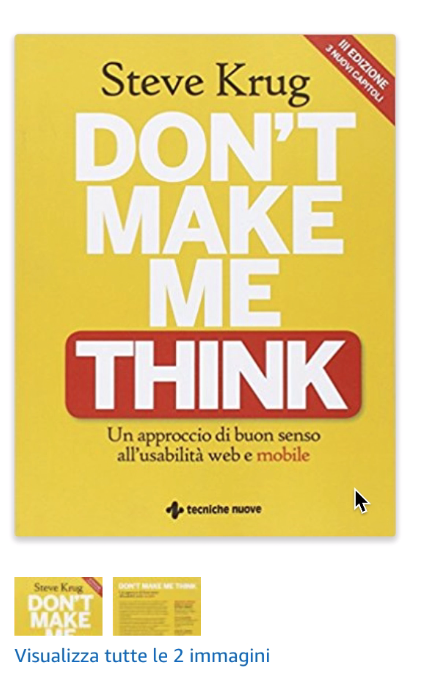 III EDIZIONE
3 NUOVI CAPITOLI
Steve Krug
DON'T
MAKE
ME
THINK
Un approccio di buon senso
all'usabilità web e mobile
tecniche nuove
Steve Krug
DON'T
MAKE
ME
DON'T MAKE ME THINK
Visualizza tutte le 2 immagini